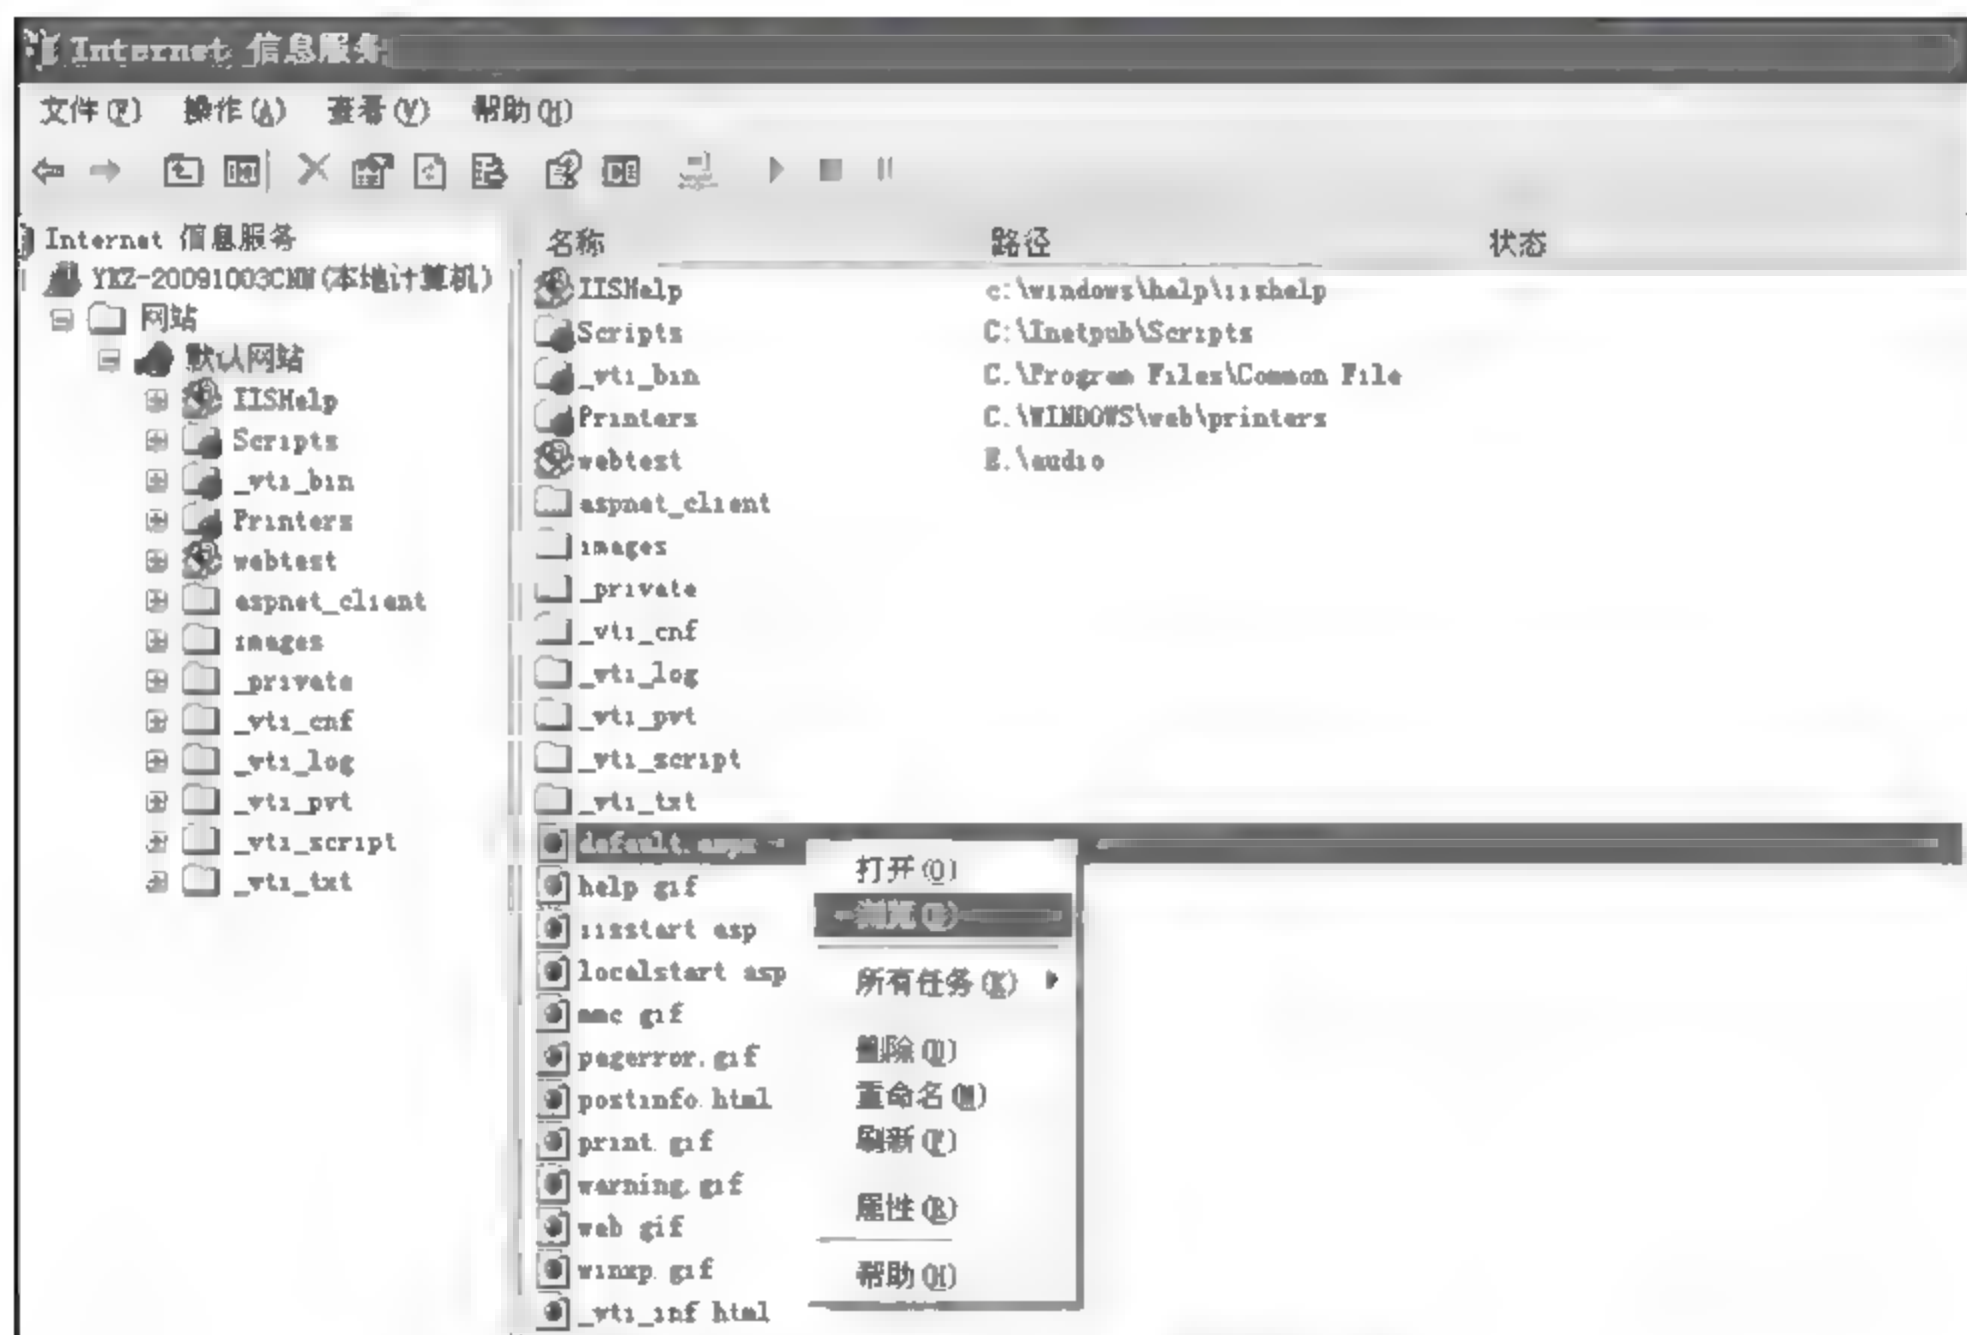 Internet 信息服务
文件(F) 操作(A) 查看(V) 帮助(H)
Internet 信息服务
YKZ-20091003CNM(本地计算机)
网站
默认网站
IISHelp
Scripts
_vti_bin
Printers
webtest
aspnet_client
images
_private
_vti_cnf
_vti_log
_vti_pvt
_vti_script
_vti_txt
名称 路径 状态
IISHelp c:\windows\help\iishelp
Scripts C:\Inetpub\Scripts
_vti_bin C:\Program Files\Common File
Printers C:\WINDOWS\web\printers
webtest E:\audio
aspnet_client
images
_private
_vti_cnf
_vti_log
_vti_pvt
_vti_script
_vti_txt
default.aspx
help.gif
iisstart.asp
localstart.asp
mmc.gif
pagerror.gif
postinfo.html
print.gif
warning.gif
web.gif
winxp.gif
_vti_inf.html
打开(O)
浏览(B)
所有任务(K)
删除(D)
重命名(M)
刷新(F)
属性(R)
帮助(H)